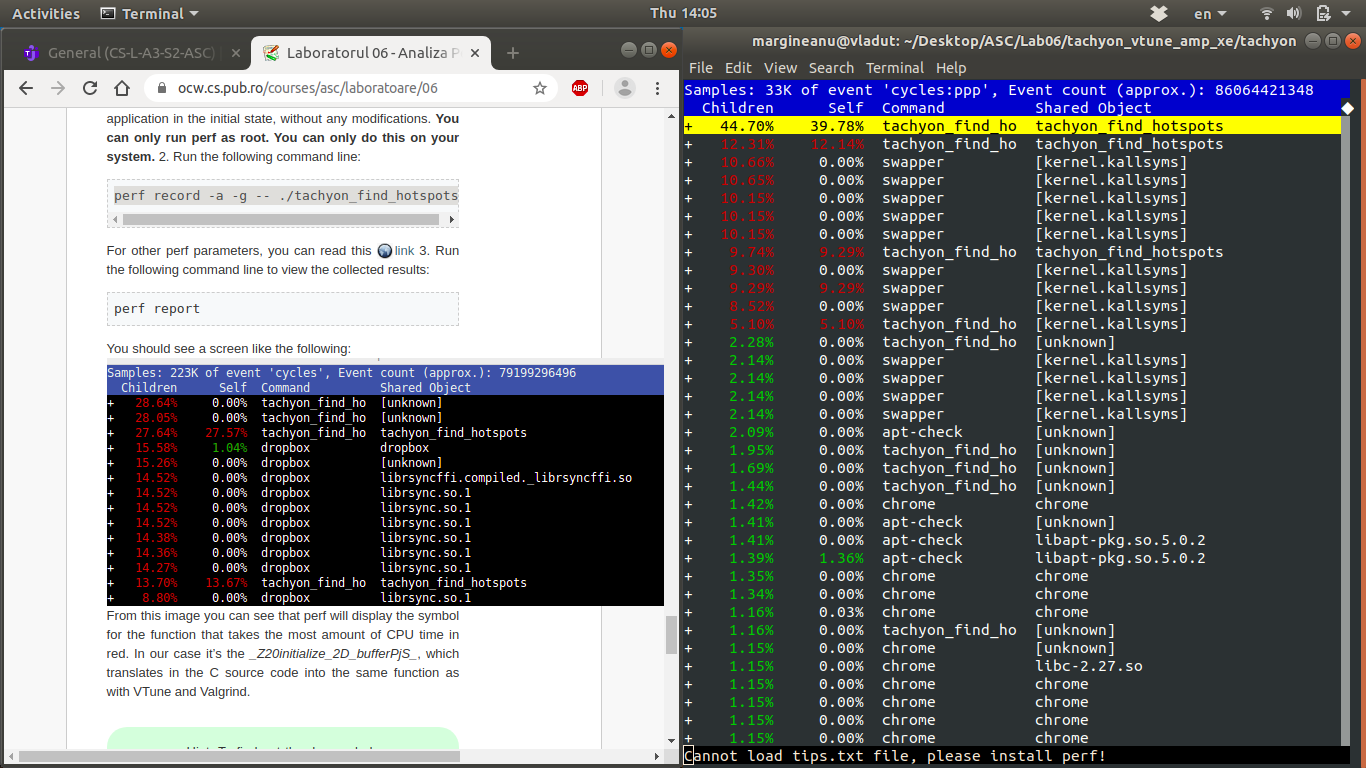 Activities Terminal Thu 14:05 en
General (CS-L-A3-S2-ASC) Laboratorul 06 - Analiza P
ocw.cs.pub.ro/courses/asc/laboratoare/06 ABP
application in the initial state, without any modifications. You
can only run perf as root. You can only do this on your
system. 2. Run the following command line:
perf record -a -g -- ./tachyon_find_hotspots
For other perf parameters, you can read this link 3. Run
the following command line to view the collected results:
perf report
You should see a screen like the following:
Samples: 223K of event 'cycles', Event count (approx.): 79199296496
Children Self Command Shared Object
+ 28.64% 0.00% tachyon_find_ho [unknown]
+ 28.05% 0.00% tachyon_find_ho [unknown]
+ 27.64% 27.57% tachyon_find_ho tachyon_find_hotspots
+ 15.58% 1.04% dropbox dropbox
+ 15.26% 0.00% dropbox [unknown]
+ 14.52% 0.00% dropbox librsyncffi.compiled._librsyncffi.so
+ 14.52% 0.00% dropbox librsync.so.1
+ 14.52% 0.00% dropbox librsync.so.1
+ 14.52% 0.00% dropbox librsync.so.1
+ 14.38% 0.00% dropbox librsync.so.1
+ 14.36% 0.00% dropbox librsync.so.1
+ 14.27% 0.00% dropbox librsync.so.1
+ 13.70% 13.67% tachyon_find_ho tachyon_find_hotspots
+ 8.80% 0.00% dropbox librsync.so.1
From this image you can see that perf will display the symbol
for the function that takes the most amount of CPU time in
red. In our case it's the _Z20initialize_2D_bufferPjS_, which
translates in the C source code into the same function as
with VTune and Valgrind.
margineanu@vladut: ~/Desktop/ASC/Lab06/tachyon_vtune_amp_xe/tachyon
File Edit View Search Terminal Help
Samples: 33K of event 'cycles:ppp', Event count (approx.): 86064421348
Children Self Command Shared Object
+ 44.70% 39.78% tachyon_find_ho tachyon_find_hotspots
+ 12.31% 12.14% tachyon_find_ho tachyon_find_hotspots
+ 10.66% 0.00% swapper [kernel.kallsyms]
+ 10.65% 0.00% swapper [kernel.kallsyms]
+ 10.15% 0.00% swapper [kernel.kallsyms]
+ 10.15% 0.00% swapper [kernel.kallsyms]
+ 10.15% 0.00% swapper [kernel.kallsyms]
+ 9.74% 9.29% tachyon_find_ho tachyon_find_hotspots
+ 9.30% 0.00% swapper [kernel.kallsyms]
+ 9.29% 9.29% swapper [kernel.kallsyms]
+ 8.52% 0.00% swapper [kernel.kallsyms]
+ 5.10% 5.10% tachyon_find_ho [kernel.kallsyms]
+ 2.28% 0.00% tachyon_find_ho [unknown]
+ 2.14% 0.00% swapper [kernel.kallsyms]
+ 2.14% 0.00% swapper [kernel.kallsyms]
+ 2.14% 0.00% swapper [kernel.kallsyms]
+ 2.14% 0.00% swapper [kernel.kallsyms]
+ 2.09% 0.00% apt-check [unknown]
+ 1.95% 0.00% tachyon_find_ho [unknown]
+ 1.69% 0.00% tachyon_find_ho [unknown]
+ 1.44% 0.00% tachyon_find_ho [unknown]
+ 1.42% 0.00% chrome chrome
+ 1.41% 0.00% apt-check [unknown]
+ 1.41% 0.00% apt-check libapt-pkg.so.5.0.2
+ 1.39% 1.36% apt-check libapt-pkg.so.5.0.2
+ 1.35% 0.00% chrome chrome
+ 1.34% 0.00% chrome chrome
+ 1.16% 0.03% chrome chrome
+ 1.16% 0.00% tachyon_find_ho [unknown]
+ 1.15% 0.00% chrome [unknown]
+ 1.15% 0.00% chrome libc-2.27.so
+ 1.15% 0.00% chrome chrome
+ 1.15% 0.00% chrome chrome
+ 1.15% 0.00% chrome chrome
+ 1.15% 0.00% chrome chrome
Cannot load tips.txt file, please install perf!